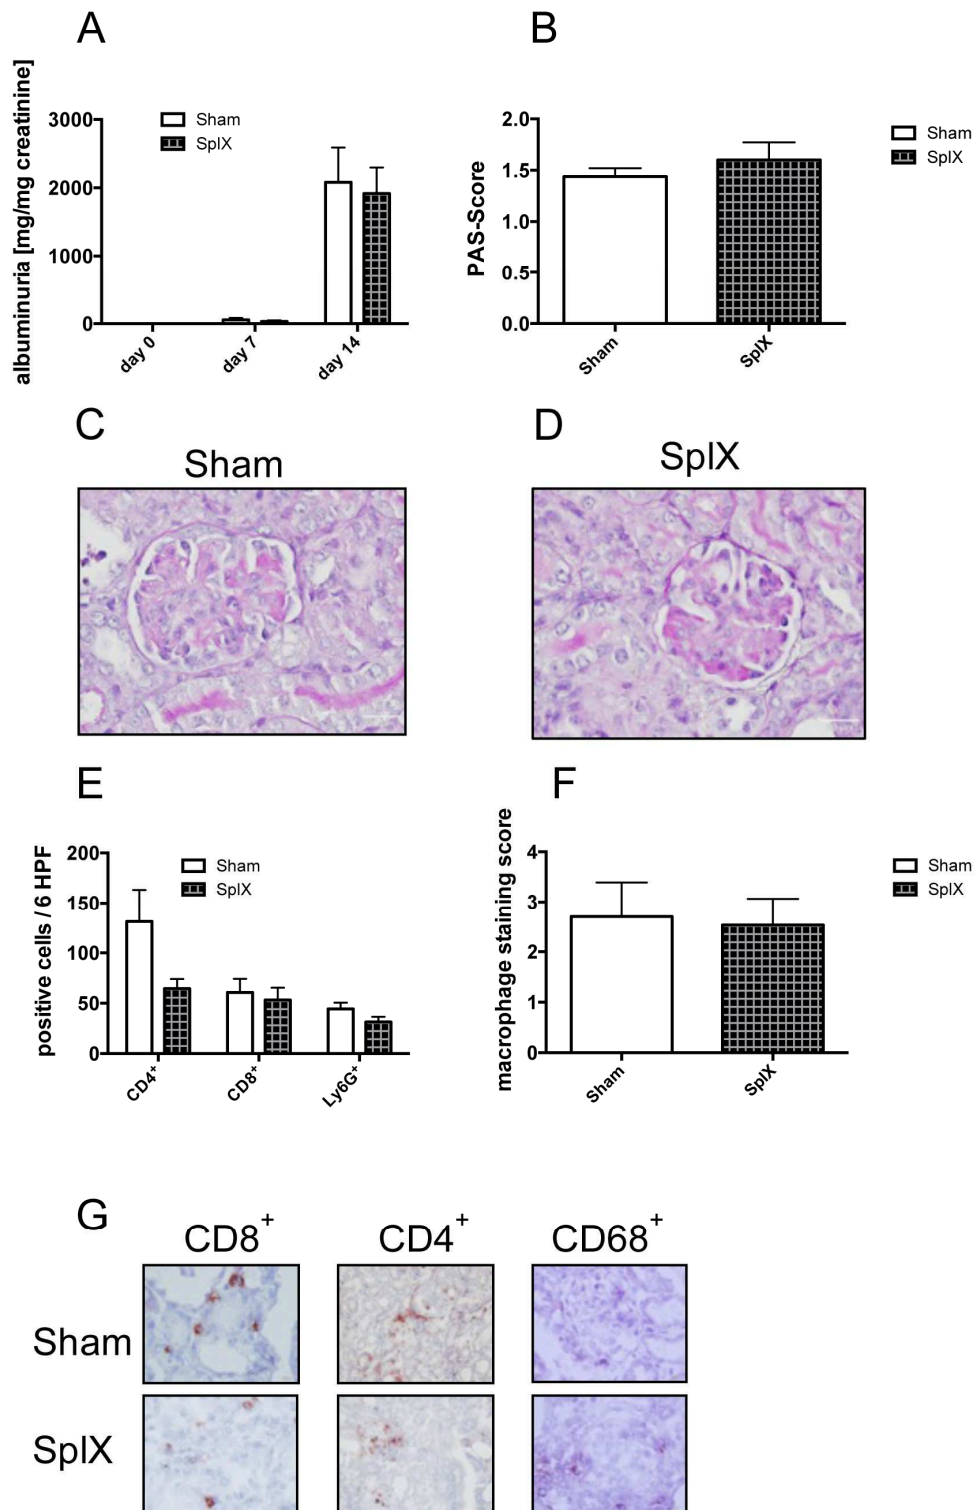 A
albuminuria [mg/mg creatinine]
3000
2000
1000
0
Sham
SplX
day 0
day 7
day 14
B
PAS-Score
2.0
1.5
1.0
0.5
0.0
Sham
SplX
Sham
SplX
C
Sham
D
SplX
E
positive cells / 6 HPF
200
150
100
50
0
Sham
SplX
CD4+
CD8+
Ly6G+
F
macrophage staining score
4
3
2
1
0
Sham
SplX
Sham
SplX
G
CD8+
CD4+
CD68+
Sham
SplX